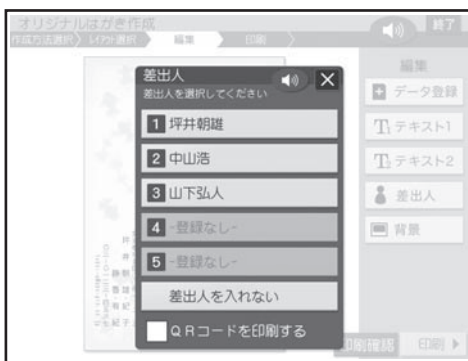 オリジナルはがき作成
終了
作成方法選択
レイアウト選択
編集
印刷
差出人
差出人を選択してください
1 坪井朝雄
2 中山浩
3 山下弘人
4 -登録なし-
5 -登録なし-
差出人を入れない
QRコードを印刷する
編集
データ登録
テキスト1
テキスト2
差出人
背景
印刷確認
印刷